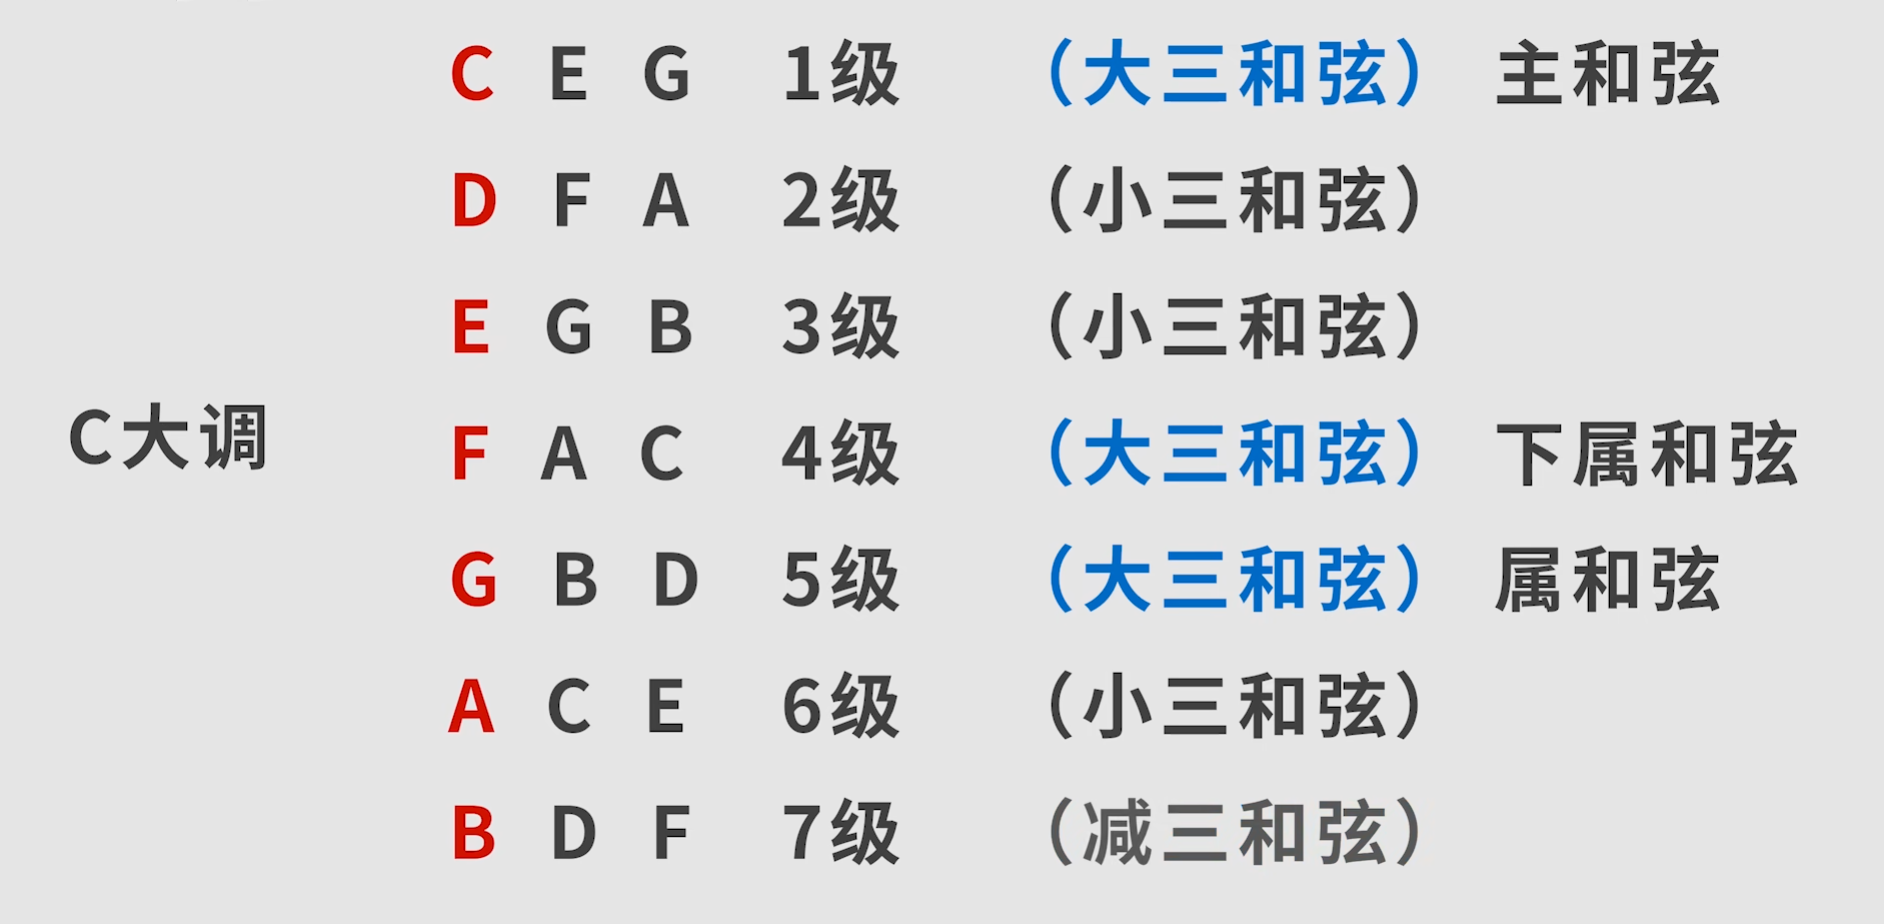 C E G 1级 （大三和弦） 主和弦
D F A 2级 （小三和弦）
E G B 3级 （小三和弦）
C大调
F A C 4级 （大三和弦） 下属和弦
G B D 5级 （大三和弦） 属和弦
A C E 6级 （小三和弦）
B D F 7级 （减三和弦）